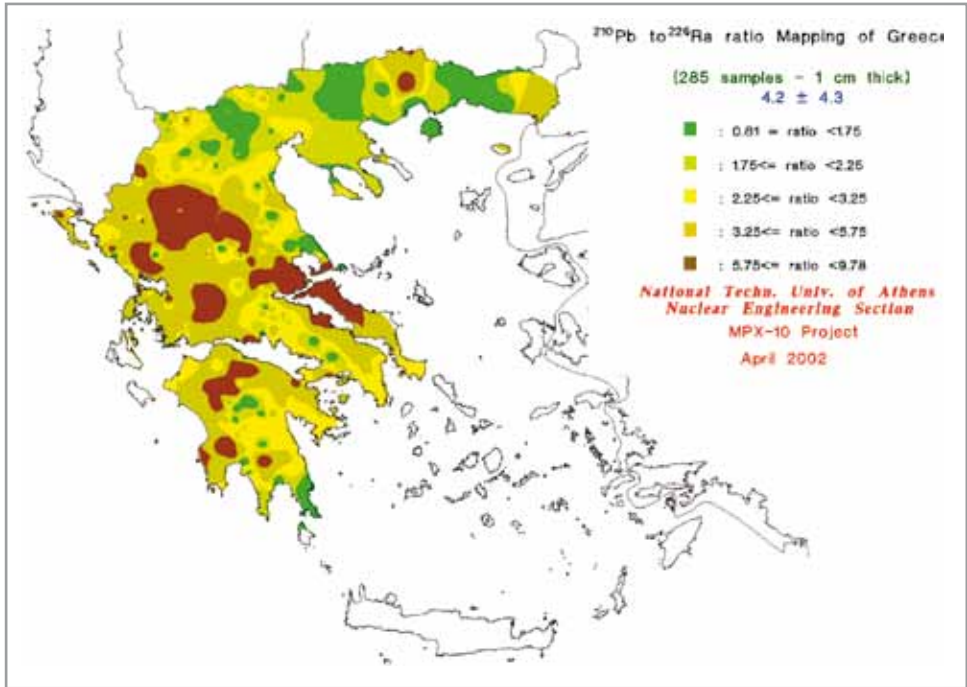 ²¹⁰Pb to ²²⁶Ra ratio Mapping of Greece
(285 samples - 1 cm thick)
4.2 ± 4.3
: 0.81 = ratio <1.75
: 1.75<= ratio <2.25
: 2.25<= ratio <3.25
: 3.25<= ratio <5.75
: 5.75<= ratio <9.78
National Techn. Univ. of Athens
Nuclear Engineering Section
MPX-10 Project
April 2002